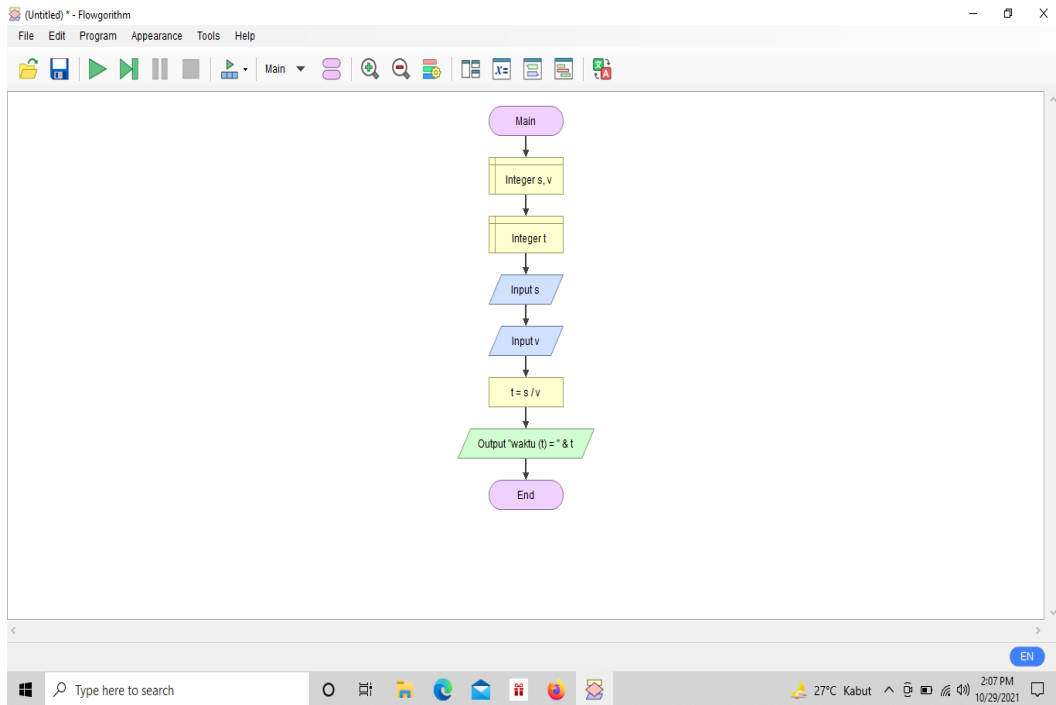 (Untitled) * - Flowgorithm
File Edit Program Appearance Tools Help
Main
x=
Main
Integer s, v
Integer t
Input s
Input v
t = s / v
Output "waktu (t) = " & t
End
EN
Type here to search
27°C Kabut
2:07 PM
10/29/2021